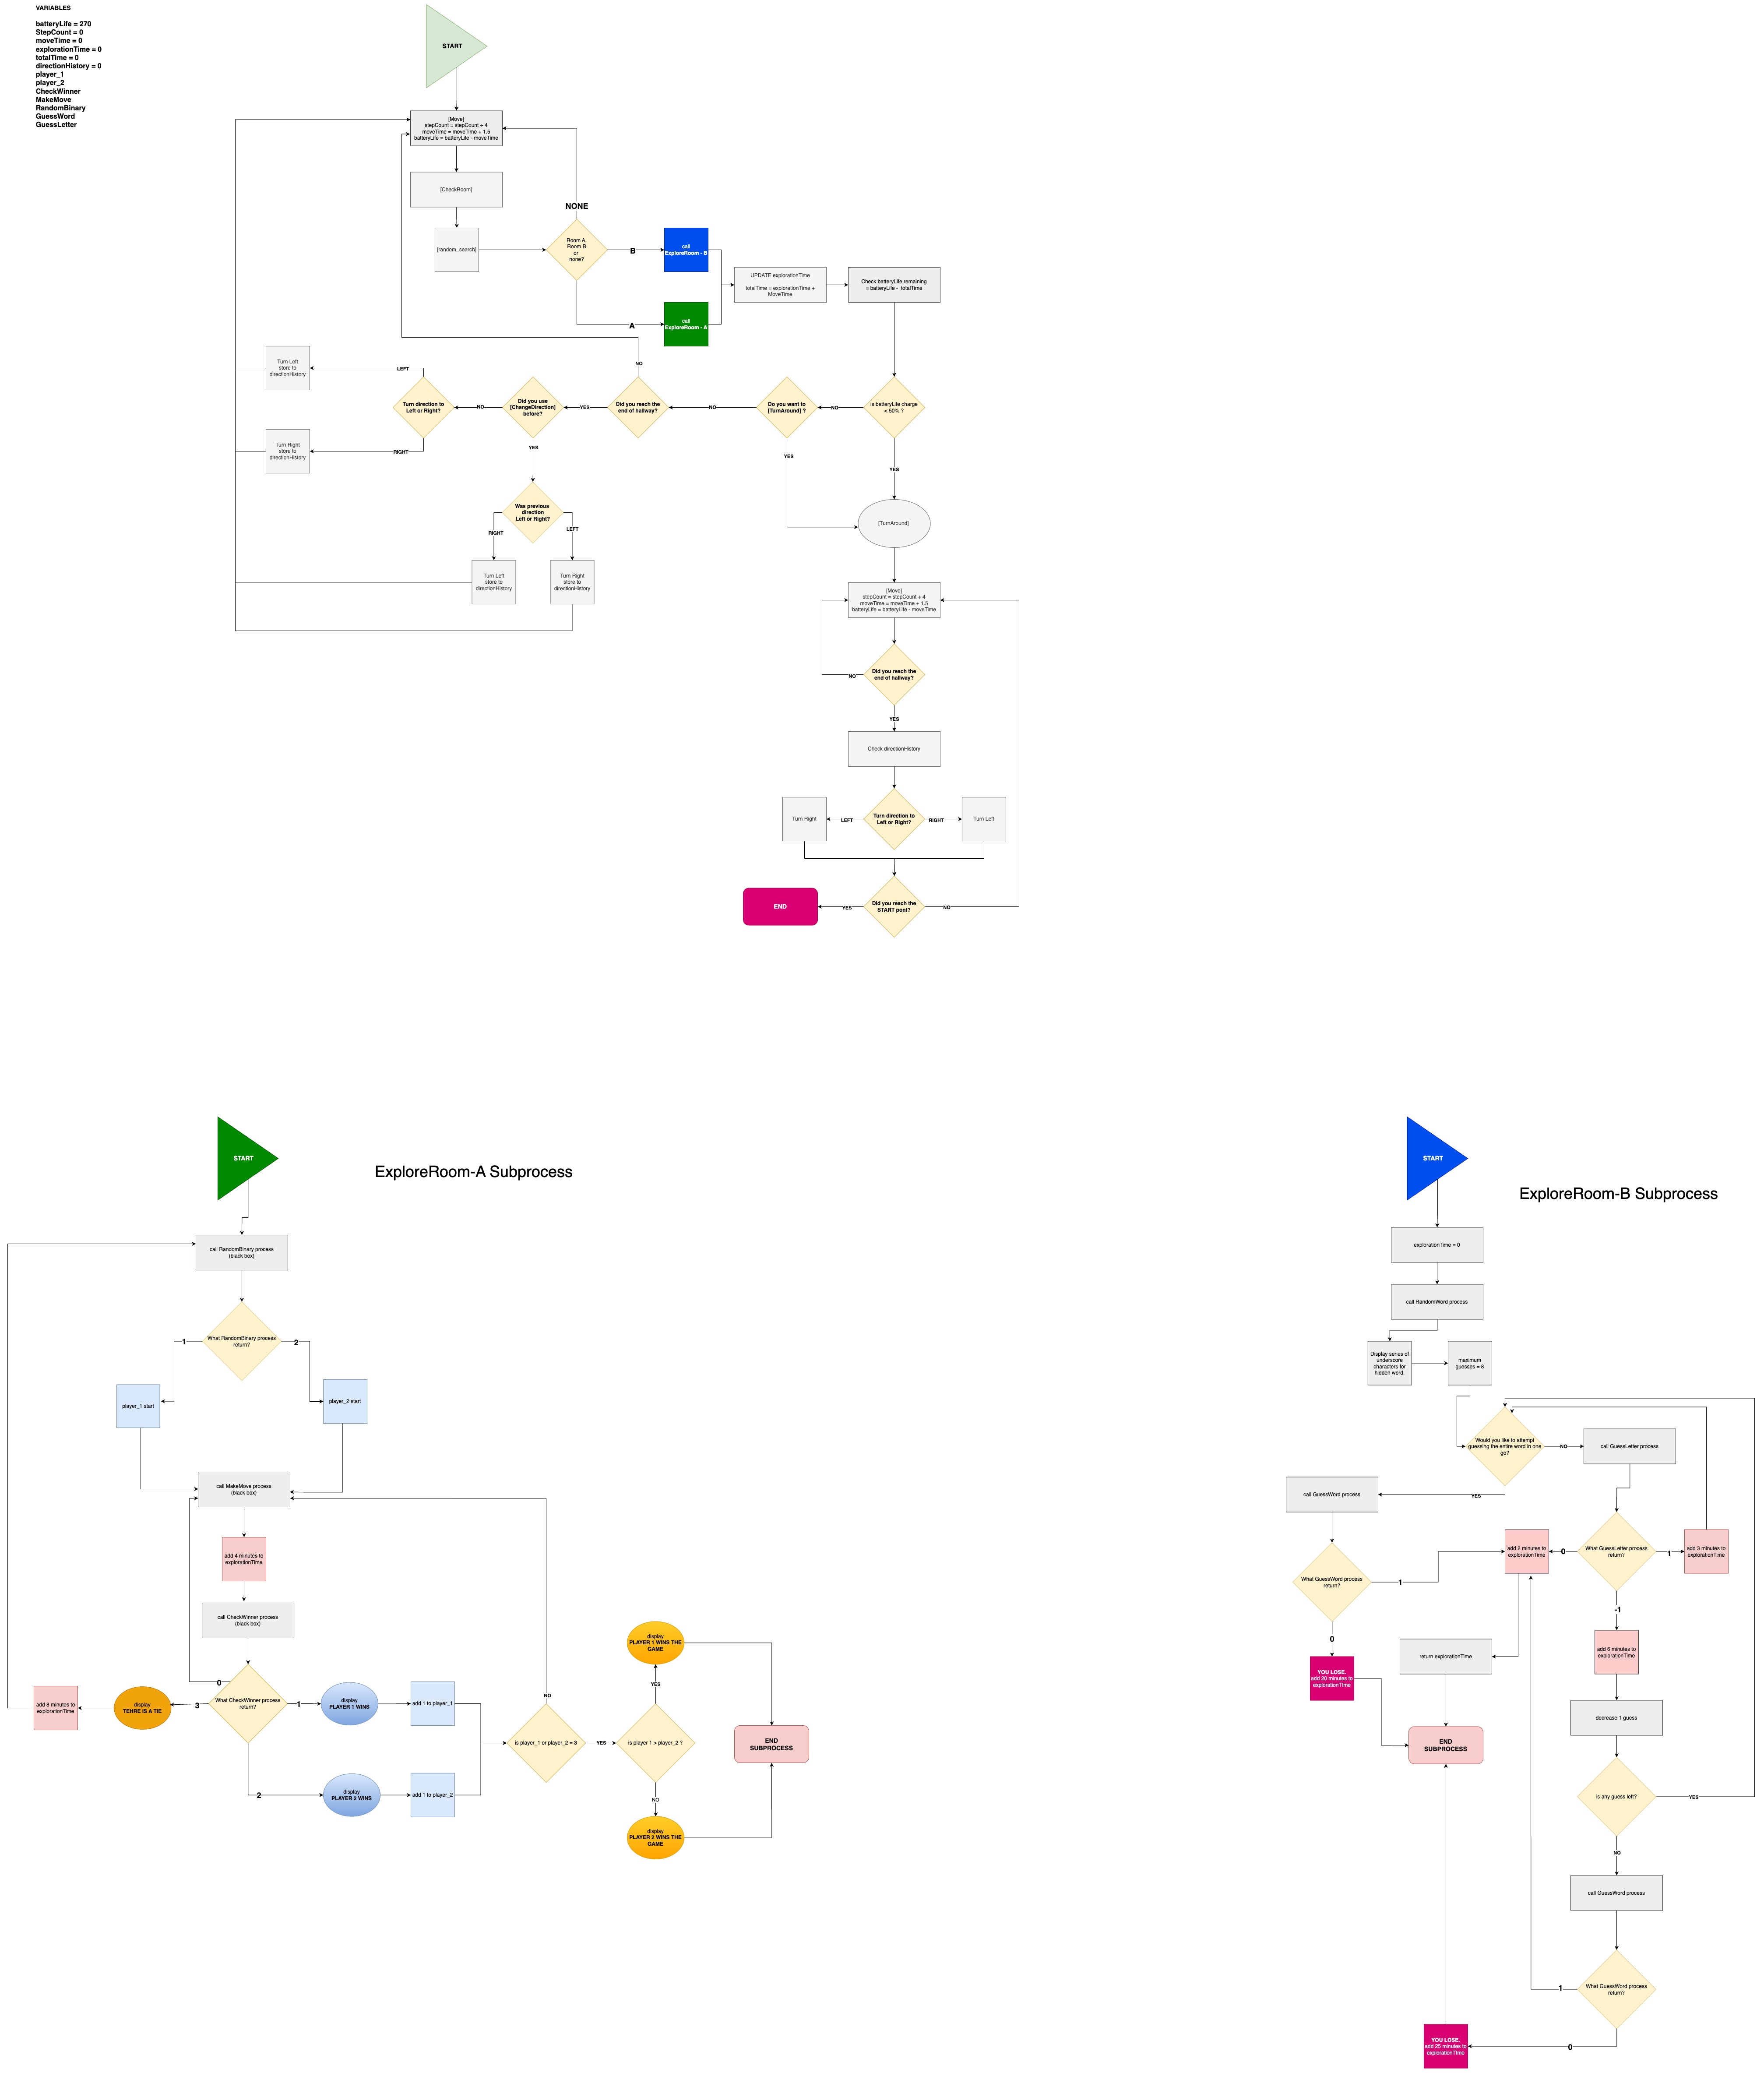 VARIABLES
batteryLife = 270
StepCount = 0
moveTime = 0
explorationTime = 0
totalTime = 0
directionHistory = 0
player_1
player_2
CheckWinner
MakeMove
RandomBinary
GuessWord
GuessLetter
START
[Move]
stepCount = stepCount + 4
moveTime = moveTime + 1.5
batteryLife = batteryLife - moveTime
[CheckRoom]
[random_search]
NONE
Room A,
Room B
or
none?
B
call
ExploreRoom - B
A
call
ExploreRoom - A
UPDATE explorationTime
totalTime = explorationTime +
MoveTime
Check batteryLife remaining
= batteryLife - totalTime
is batteryLife charge
< 50% ?
NO
Do you want to
[TurnAround] ?
NO
Did you reach the
end of hallway?
NO
YES
Did you use
[ChangeDirection]
before?
NO
Turn direction to
Left or Right?
LEFT
Turn Left
store to
directionHistory
RIGHT
Turn Right
store to
directionHistory
YES
Was previous
direction
Left or Right?
RIGHT
LEFT
Turn Left
store to
directionHistory
Turn Right
store to
directionHistory
YES
YES
[TurnAround]
[Move]
stepCount = stepCount + 4
moveTime = moveTime + 1.5
batteryLife = batteryLife - moveTime
Did you reach the
end of hallway?
NO
YES
Check directionHistory
Turn direction to
Left or Right?
LEFT
RIGHT
Turn Right
Turn Left
Did you reach the
START pont?
YES
NO
END
START
ExploreRoom-A Subprocess
call RandomBinary process
(black box)
What RandomBinary process
return?
1
2
player_1 start
player_2 start
call MakeMove process
(black box)
add 4 minutes to
explorationTime
call CheckWinner process
(black box)
What CheckWinner process
return?
0
3
1
2
display
TEHRE IS A TIE
add 8 minutes to
explorationTime
display
PLAYER 1 WINS
add 1 to player_1
display
PLAYER 2 WINS
add 1 to player_2
is player_1 or player_2 = 3
NO
YES
is player 1 > player_2 ?
YES
NO
display
PLAYER 1 WINS THE
GAME
display
PLAYER 2 WINS THE
GAME
END
SUBPROCESS
START
ExploreRoom-B Subprocess
explorationTime = 0
call RandomWord process
Display series of
underscore
characters for
hidden word.
maximum
guesses = 8
Would you like to attempt
guessing the entire word in one
go?
NO
call GuessLetter process
YES
call GuessWord process
What GuessWord process
return?
1
0
YOU LOSE.
add 20 minutes to
explorationTime
add 2 minutes to
explorationTime
0
What GuessLetter process
return?
1
add 3 minutes to
explorationTime
-1
add 6 minutes to
explorationTime
return explorationTime
END
SUBPROCESS
decrease 1 guess
is any guess left?
YES
NO
call GuessWord process
What GuessWord process
return?
1
0
YOU LOSE.
add 25 minutes to
explorationTime